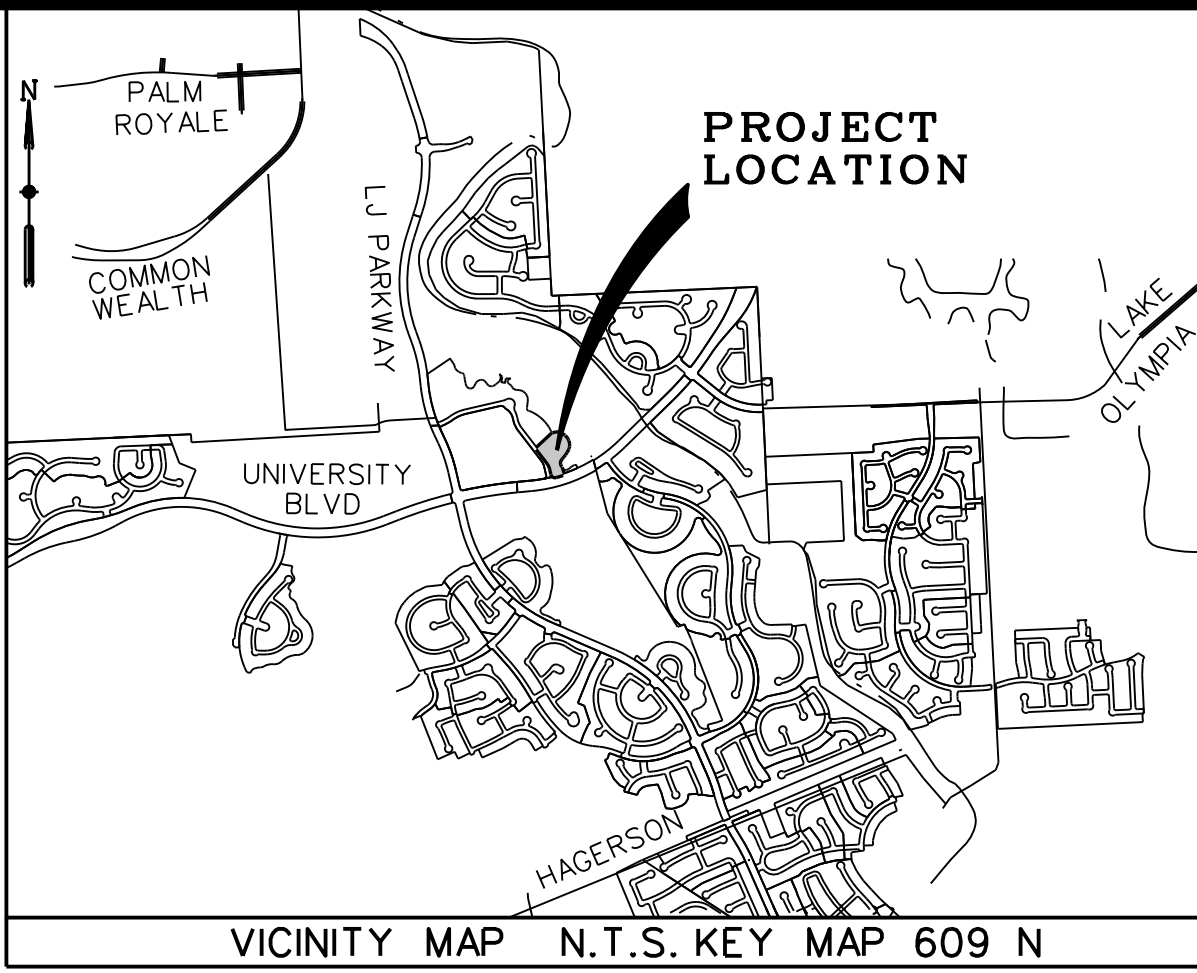 N
PALM
ROYALE
PROJECT
LOCATION
LJ PARKWAY
COMMON
WEALTH
LAKE
OLYMPIA
UNIVERSITY
BLVD
HAGERSON
VICINITY MAP N.T.S. KEY MAP 609 N